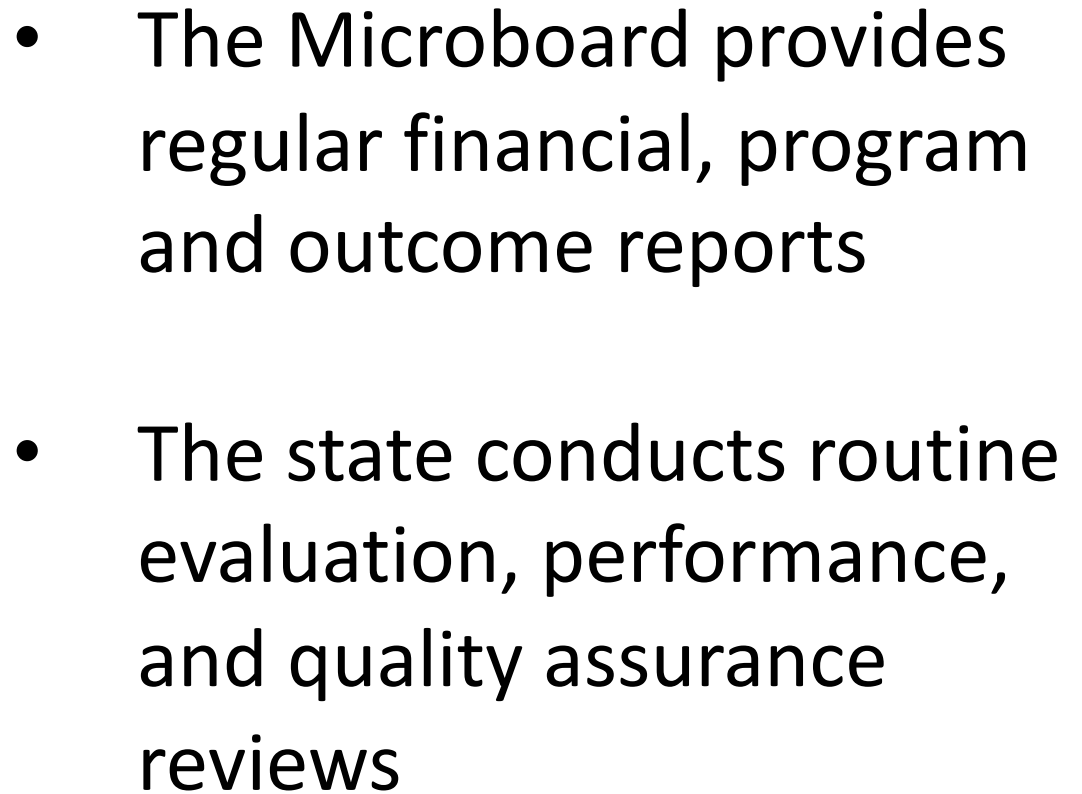 • The Microboard provides
regular financial, program
and outcome reports
• The state conducts routine
evaluation, performance,
and quality assurance
reviews